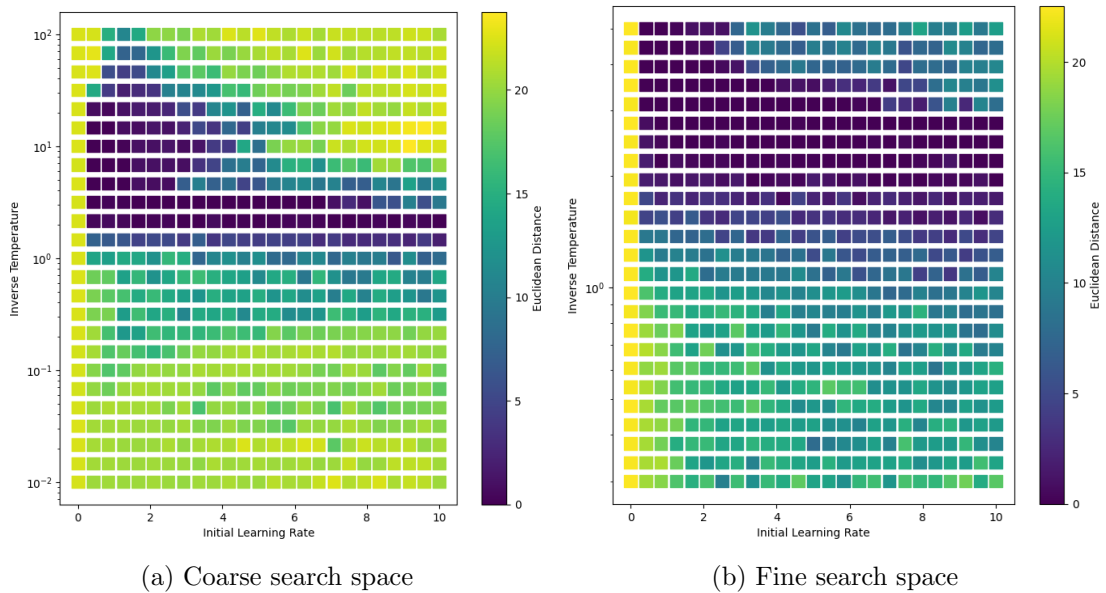 10²
10¹
10⁰
10⁻¹
10⁻²
Inverse Temperature
0 2 4 6 8 10
Initial Learning Rate
20
15
10
5
0
Euclidean Distance
(a) Coarse search space
10⁰
Inverse Temperature
0 2 4 6 8 10
Initial Learning Rate
20
15
10
5
0
Euclidean Distance
(b) Fine search space